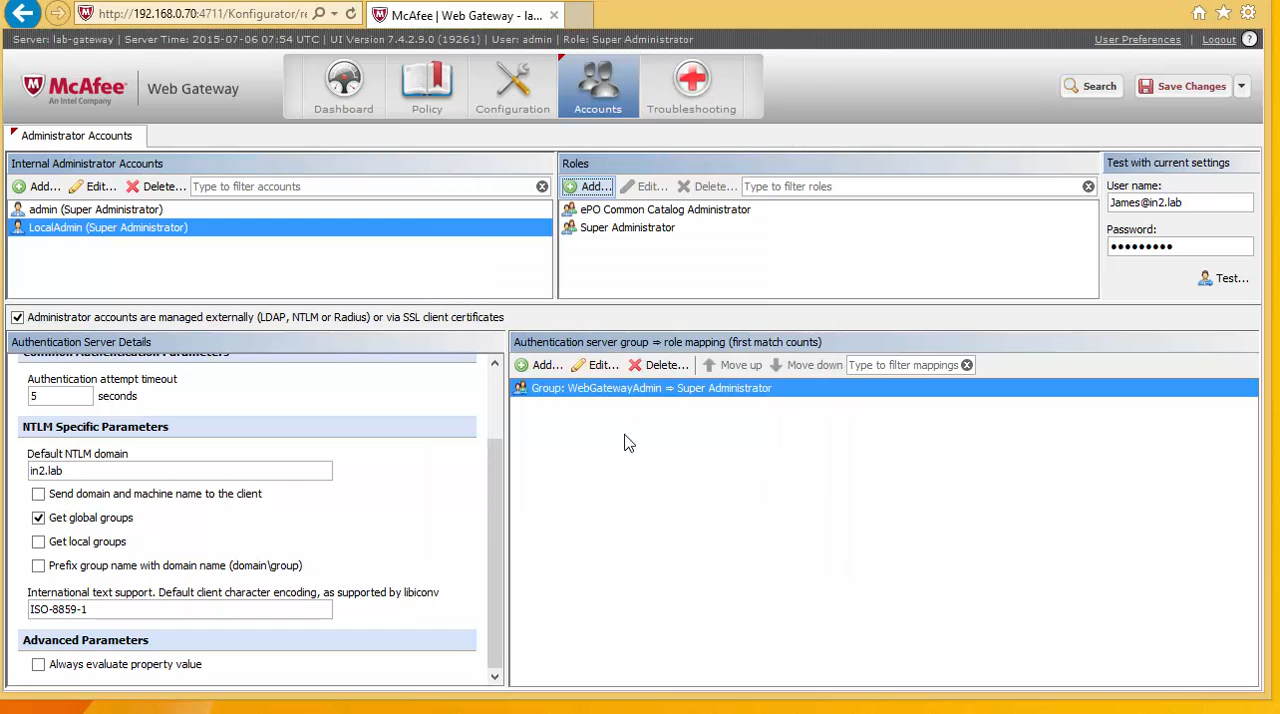 http://192.168.0.70:4711/Konfigurator/re
McAfee | Web Gateway - la...
Server: lab-gateway | Server Time: 2015-07-06 07:54 UTC | UI Version 7.4.2.9.0 (19261) | User: admin | Role: Super Administrator
User Preferences | Logout ?
McAfee
An Intel Company
Web Gateway
Dashboard
Policy
Configuration
Accounts
Troubleshooting
Search
Save Changes
Administrator Accounts
Internal Administrator Accounts
Add... Edit... Delete... Type to filter accounts
admin (Super Administrator)
LocalAdmin (Super Administrator)
Roles
Add... Edit... Delete... Type to filter roles
ePO Common Catalog Administrator
Super Administrator
Test with current settings
User name:
James@in2.lab
Password:
•••••••••
Test...
Administrator accounts are managed externally (LDAP, NTLM or Radius) or via SSL client certificates
Authentication Server Details
Common Authentication Parameters
Authentication attempt timeout
5 seconds
NTLM Specific Parameters
Default NTLM domain
in2.lab
Send domain and machine name to the client
Get global groups
Get local groups
Prefix group name with domain name (domain\group)
International text support. Default client character encoding, as supported by libiconv
ISO-8859-1
Advanced Parameters
Always evaluate property value
Authentication server group ⇒ role mapping (first match counts)
Add... Edit... Delete... Move up Move down Type to filter mappings
Group: WebGatewayAdmin ⇒ Super Administrator